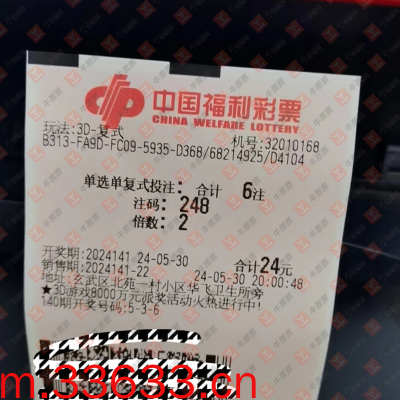 中国福利彩票
CHINA WELFARE LOTTERY
玩法:3D-复式 机号:32010168
B313-FA9D-FC09-5935-D368/68214925/D4104
单选单复式投注: 合计 6注
注码: 248
倍数: 2
开奖期:2024141 24-05-30 合计24元
销售期:2024141-22 24-05-30 20:00:48
地址:玄武区北苑一村小区华飞卫生所旁
★3D游戏8000万元派奖活动火热进行中!
140期开奖号码:5-3-6
m.33633.cn